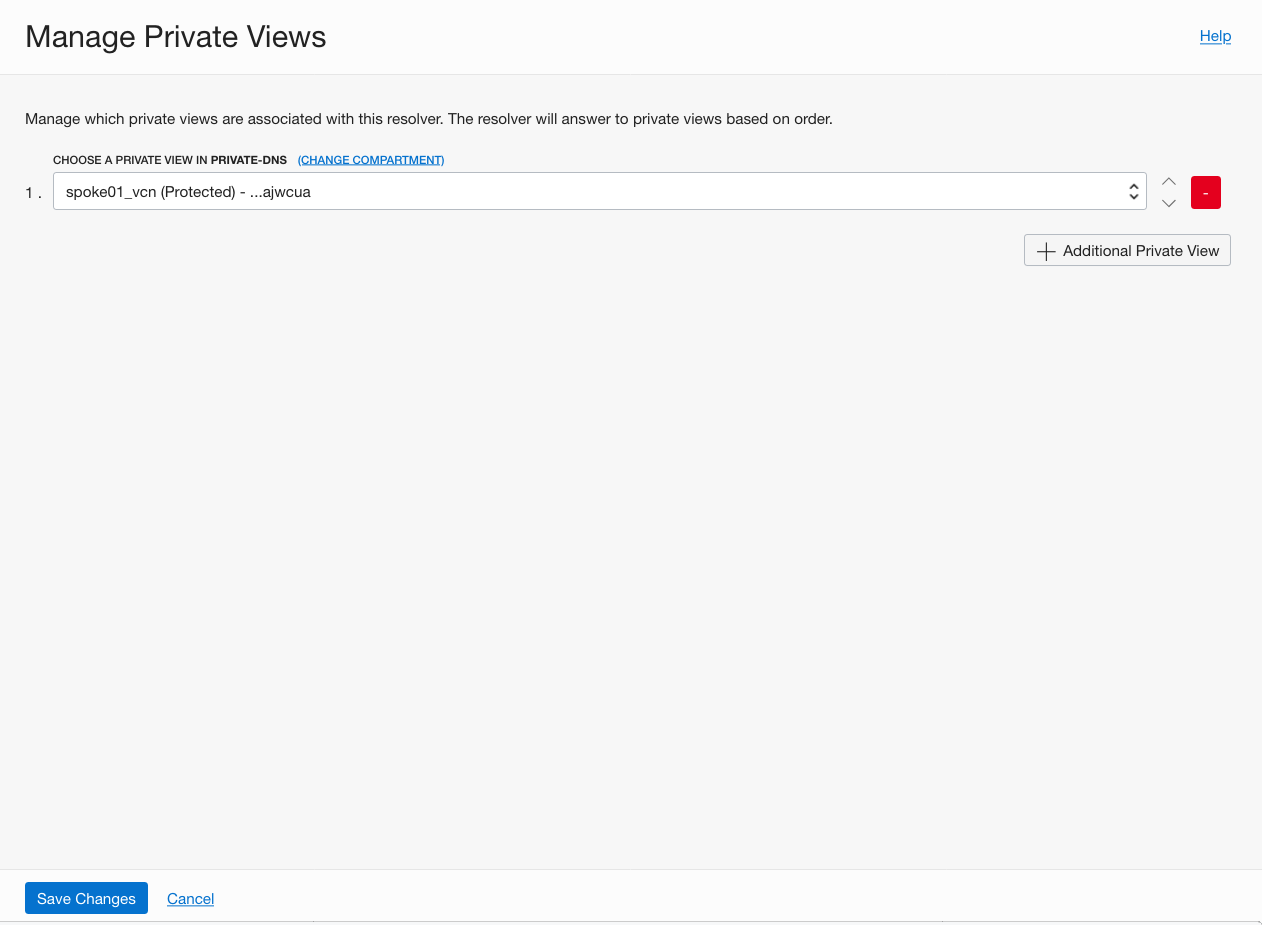 Manage Private Views
Help
Manage which private views are associated with this resolver. The resolver will answer to private views based on order.
CHOOSE A PRIVATE VIEW IN PRIVATE-DNS (CHANGE COMPARTMENT)
1 . spoke01_vcn (Protected) - ...ajwcua -
Additional Private View
Save Changes Cancel